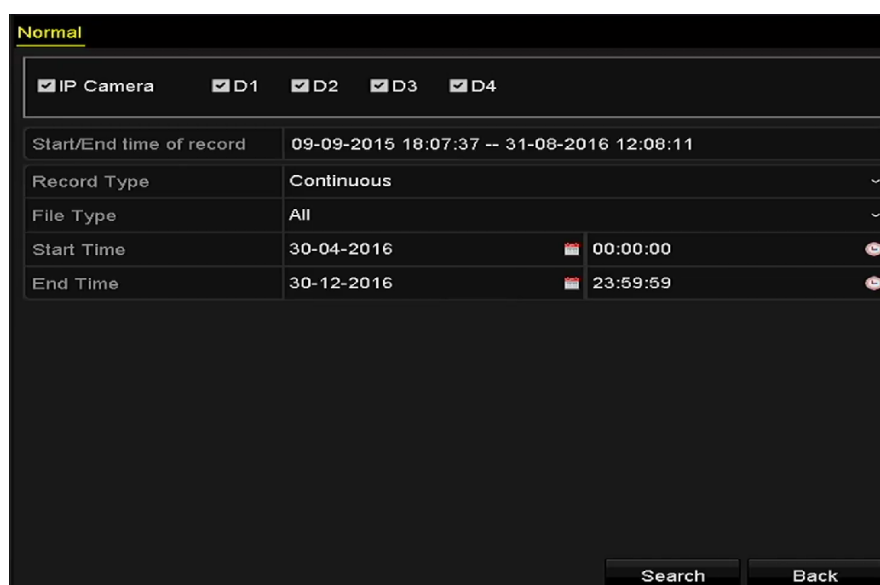 Normal
IP Camera D1 D2 D3 D4
Start/End time of record 09-09-2015 18:07:37 -- 31-08-2016 12:08:11
Record Type Continuous
File Type All
Start Time 30-04-2016 00:00:00
End Time 30-12-2016 23:59:59
Search Back